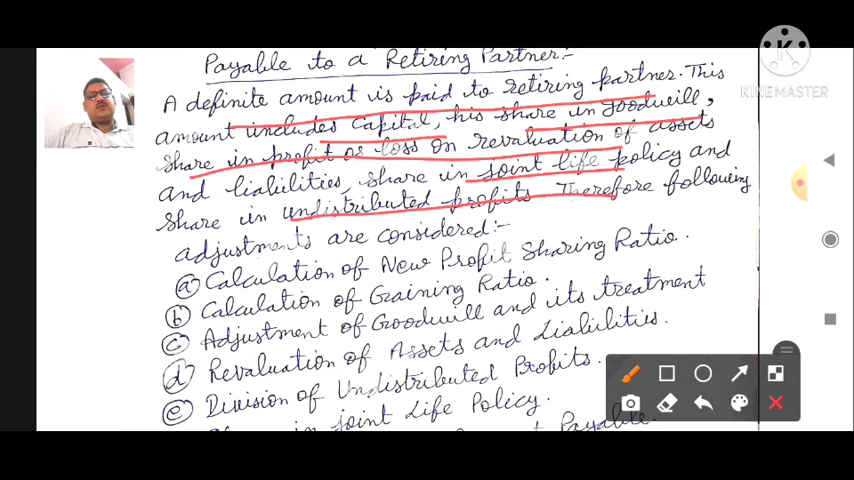 Payable to a Retiring Partner:-
KINEMASTER
A definite amount is paid to retiring partner. This
amount includes capital, his share in goodwill,
share in profit or loss on revaluation of assets
and liabilities, share in joint life policy and
share in undistributed profits. Therefore following
adjustments are considered:-
(a) Calculation of New Profit Sharing Ratio.
(b) Calculation of Graining Ratio.
(c) Adjustment of Goodwill and its treatment
(d) Revaluation of Assets and Liabilities.
(e) Division of Undistributed Profits.
in joint Life Policy.
Payable.